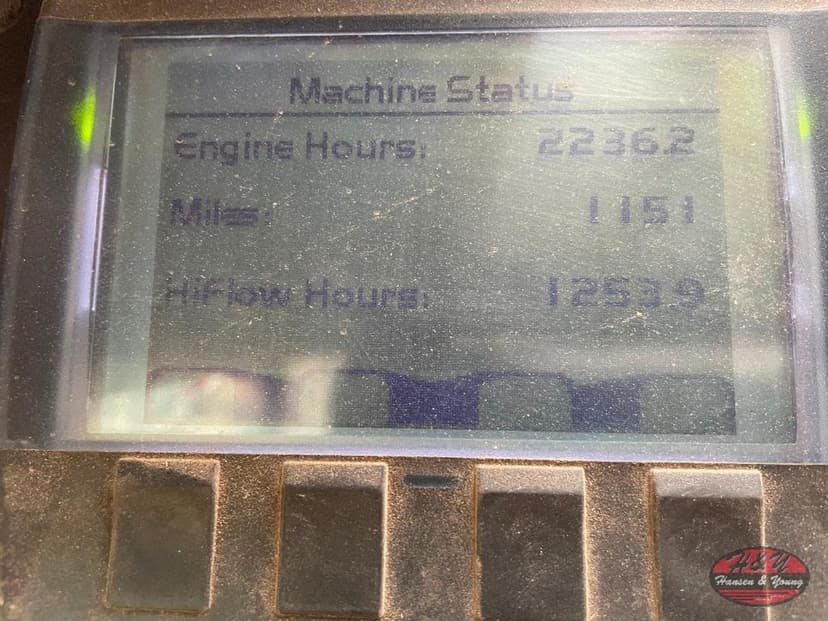 Machine Status
Engine Hours: 2236.2
Miles: 1151
HiFlow Hours: 1253.9
H&Y
Hansen & Young